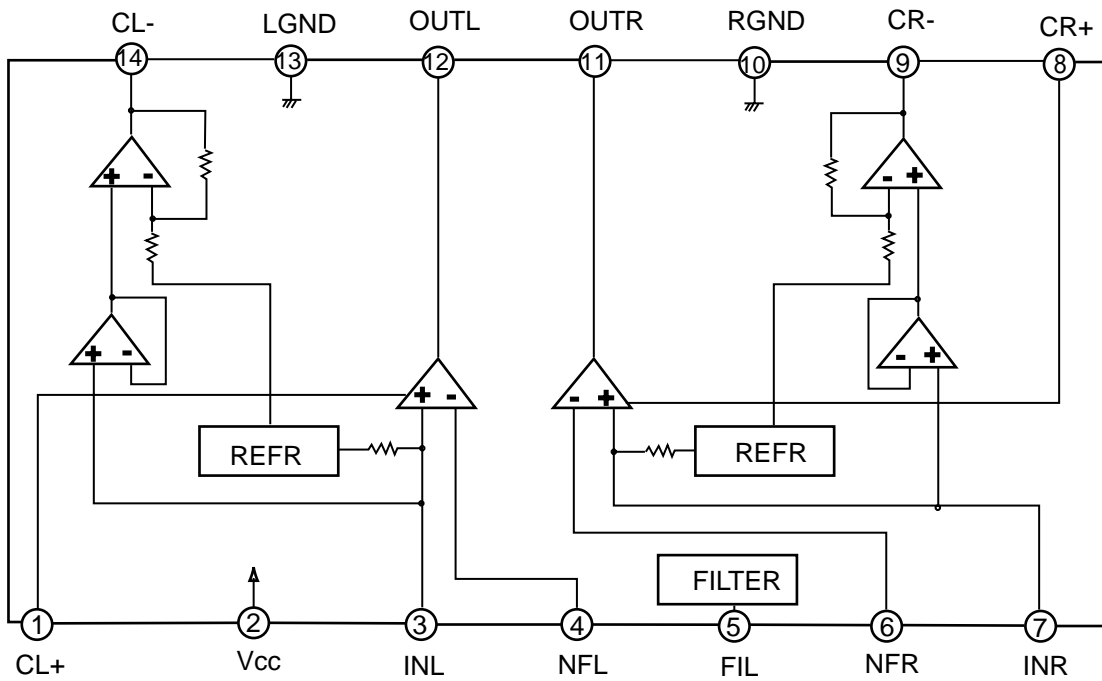 CL- LGND OUTL OUTR RGND CR- CR+
14 13 12 11 10 9 8
+ - - +
+ - - +
+ - - +
REFR REFR
FILTER
1 2 3 4 5 6 7
CL+ Vcc INL NFL FIL NFR INR